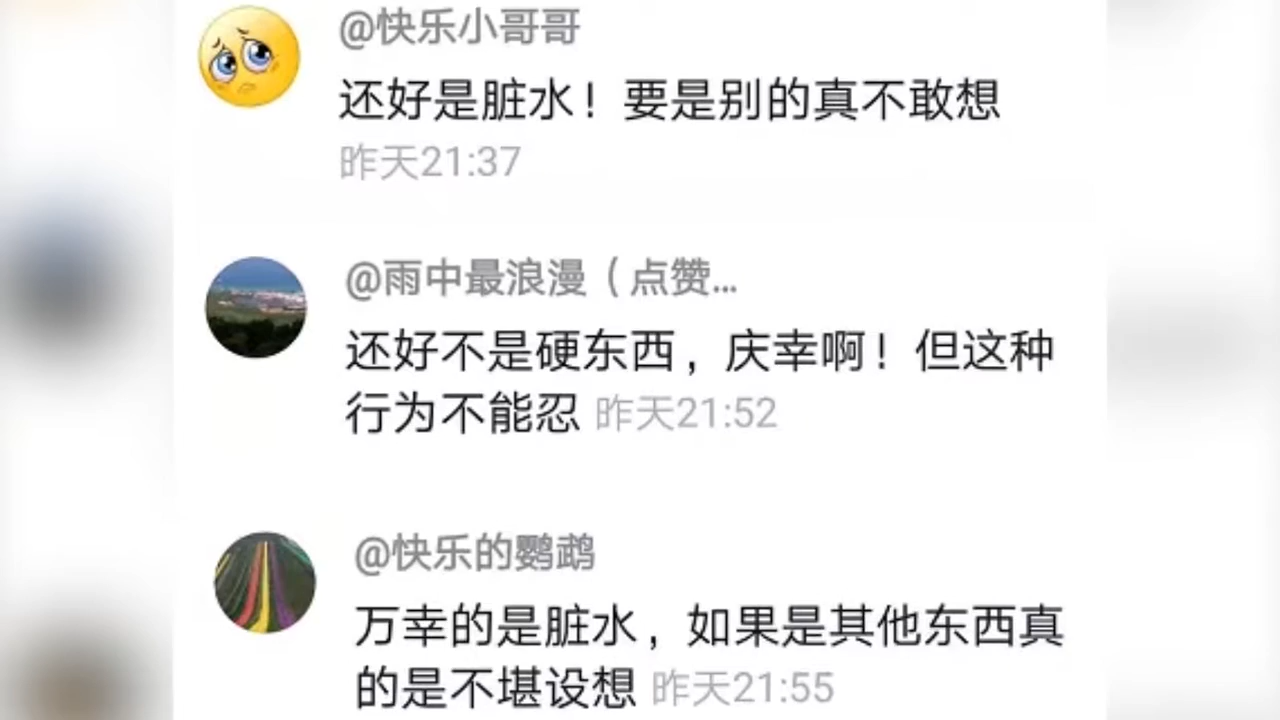 @快乐小哥哥
还好是脏水！要是别的真不敢想
昨天21:37
@雨中最浪漫（点赞...
还好不是硬东西，庆幸啊！但这种
行为不能忍 昨天21:52
@快乐的鹦鹉
万幸的是脏水，如果是其他东西真
的是不堪设想 昨天21:55